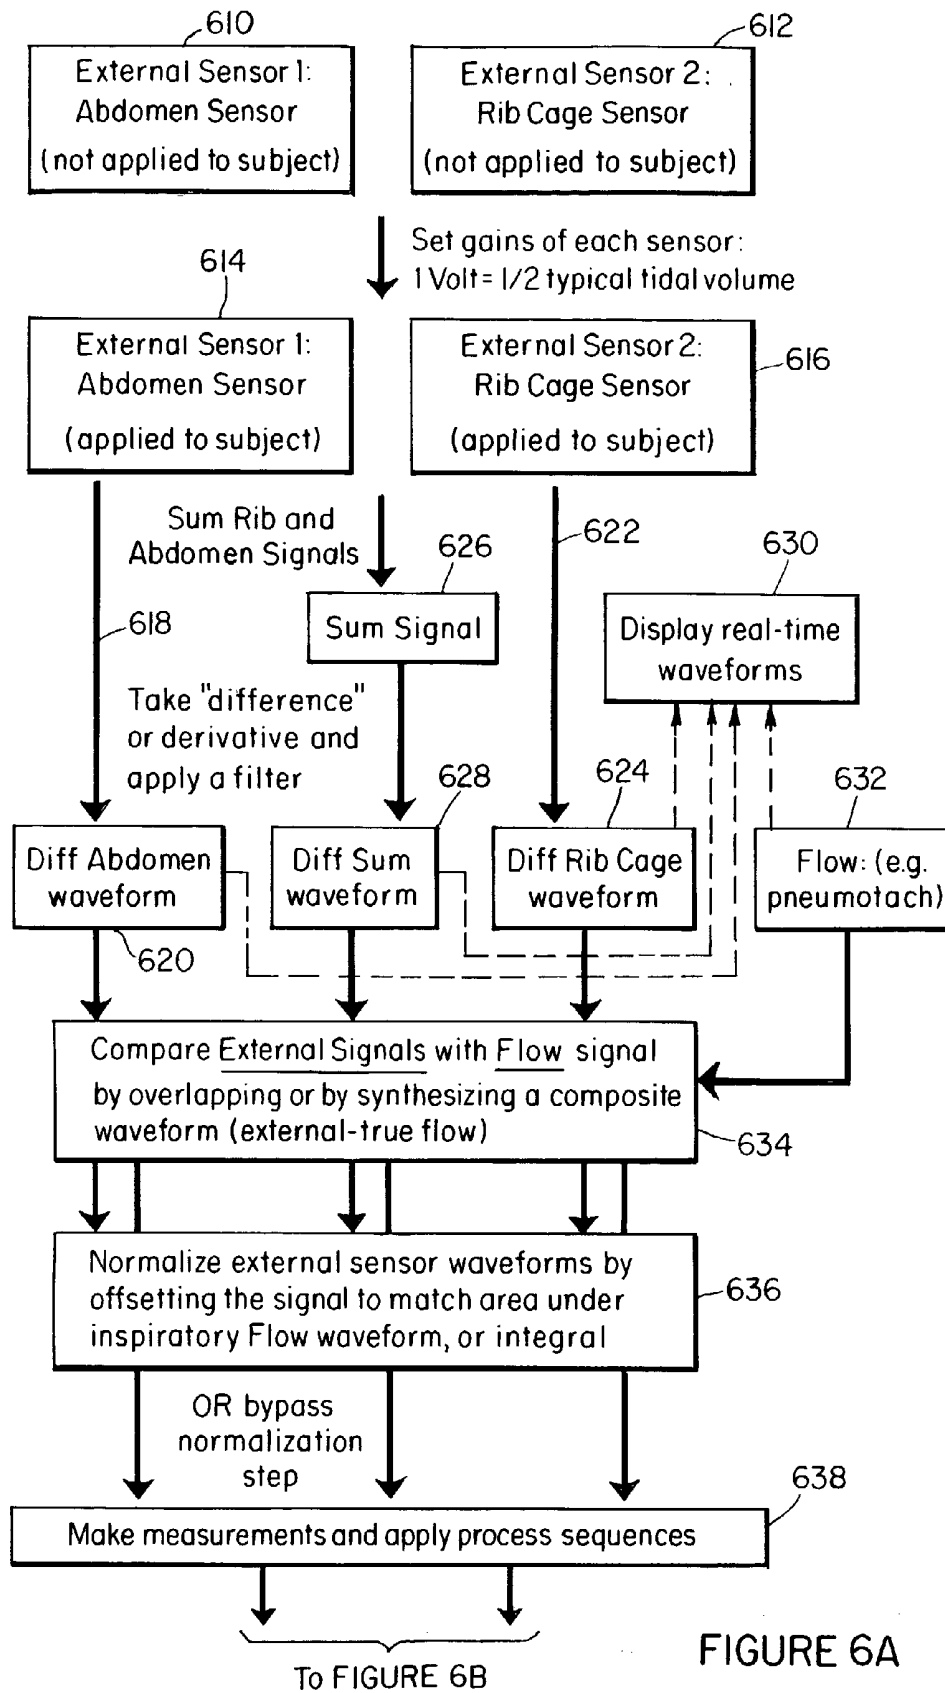 610
612
External Sensor 1:
Abdomen Sensor
(not applied to subject)
External Sensor 2:
Rib Cage Sensor
(not applied to subject)
Set gains of each sensor:
1 Volt = 1/2 typical tidal volume
614
External Sensor 1:
Abdomen Sensor
(applied to subject)
External Sensor 2:
Rib Cage Sensor
(applied to subject)
616
Sum Rib and
Abdomen Signals
626
622
630
618
Sum Signal
Display real-time
waveforms
Take "difference"
or derivative and
apply a filter
628
624
632
Diff Abdomen
waveform
Diff Sum
waveform
Diff Rib Cage
waveform
Flow: (e.g.
pneumotach)
620
Compare External Signals with Flow signal
by overlapping or by synthesizing a composite
waveform (external-true flow)
634
Normalize external sensor waveforms by
offsetting the signal to match area under
inspiratory Flow waveform, or integral
636
OR bypass
normalization
step
638
Make measurements and apply process sequences
To FIGURE 6B
FIGURE 6A